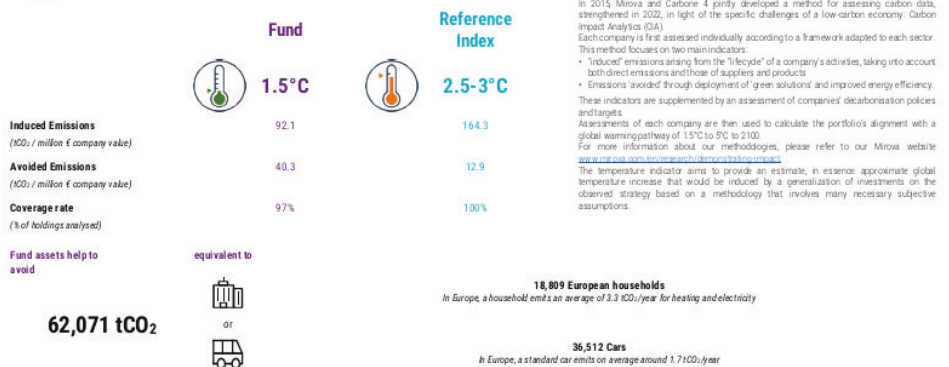 In 2015, Mirova and Carbone 4 jointly developed a method for assessing carbon data,
strengthened in 2022, in light of the specific challenges of a low-carbon economy: Carbon
Impact Analytics (CIA).
Each company is first assessed individually according to a framework adapted to each sector.
This method focuses on two main indicators:
• "induced" emissions arising from the "lifecycle" of a company's activities, taking into account
both direct emissions and those of suppliers and products
• Emissions 'avoided' through deployment of 'green solutions' and improved energy efficiency.
These indicators are supplemented by an assessment of companies' decarbonisation policies
and targets.
Assessments of each company are then used to calculate the portfolio's alignment with a
global warming pathway of 1.5°C to 5°C to 2100.
For more information about our methodologies, please refer to our Mirova website
www.mirova.com/en/research/demonstrating-impact
The temperature indicator aims to provide an estimate, in essence approximate global
temperature increase that would be induced by a generalization of investments on the
observed strategy based on a methodology that involves many necessary subjective
assumptions.
Fund
Reference
Index
1.5°C
2.5-3°C
Induced Emissions
92.1
164.3
(tCO₂ / million € company value)
Avoided Emissions
40.3
12.9
(tCO₂ / million € company value)
Coverage rate
97%
100%
(% of holdings analysed)
Fund assets help to
avoid
equivalent to
62,071 tCO₂
or
18,809 European households
In Europe, a household emits an average of 3.3 tCO₂/year for heating and electricity
36,512 Cars
In Europe, a standard car emits on average around 1.7 tCO₂/year